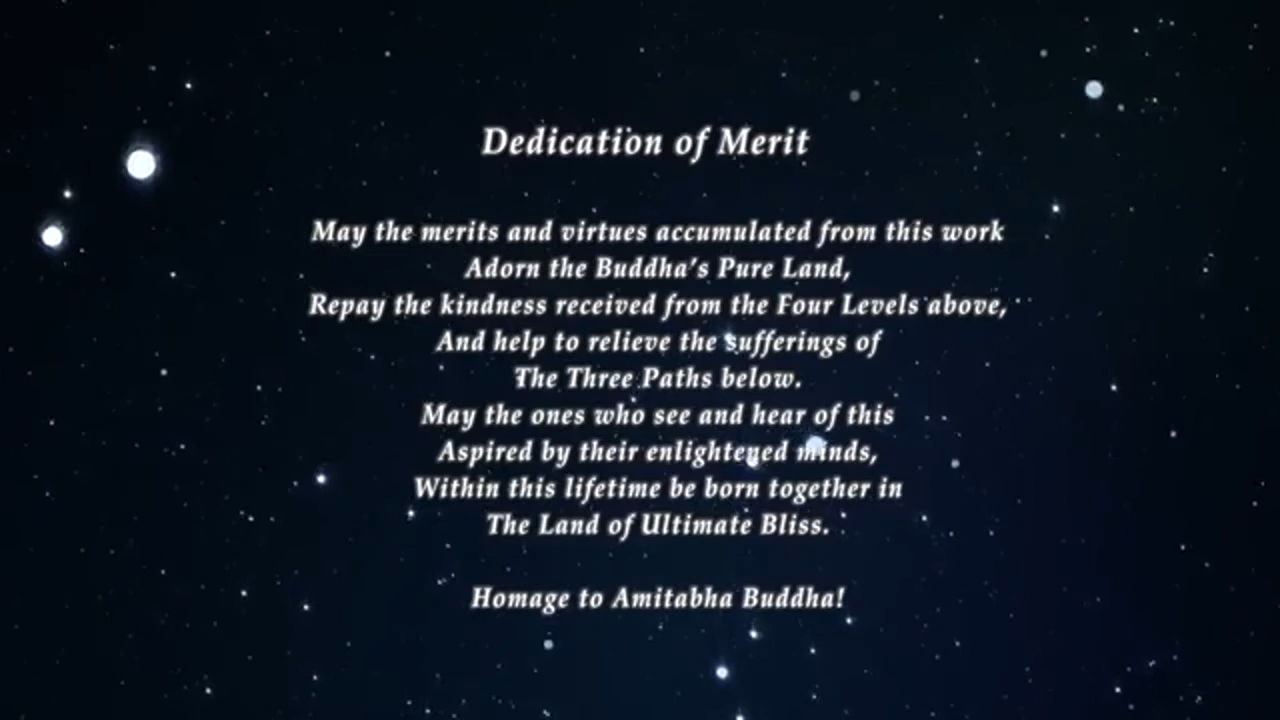 Dedication of Merit
May the merits and virtues accumulated from this work
Adorn the Buddha's Pure Land,
Repay the kindness received from the Four Levels above,
And help to relieve the sufferings of
The Three Paths below.
May the ones who see and hear of this
Aspired by their enlightened minds,
Within this lifetime be born together in
The Land of Ultimate Bliss.
Homage to Amitabha Buddha!